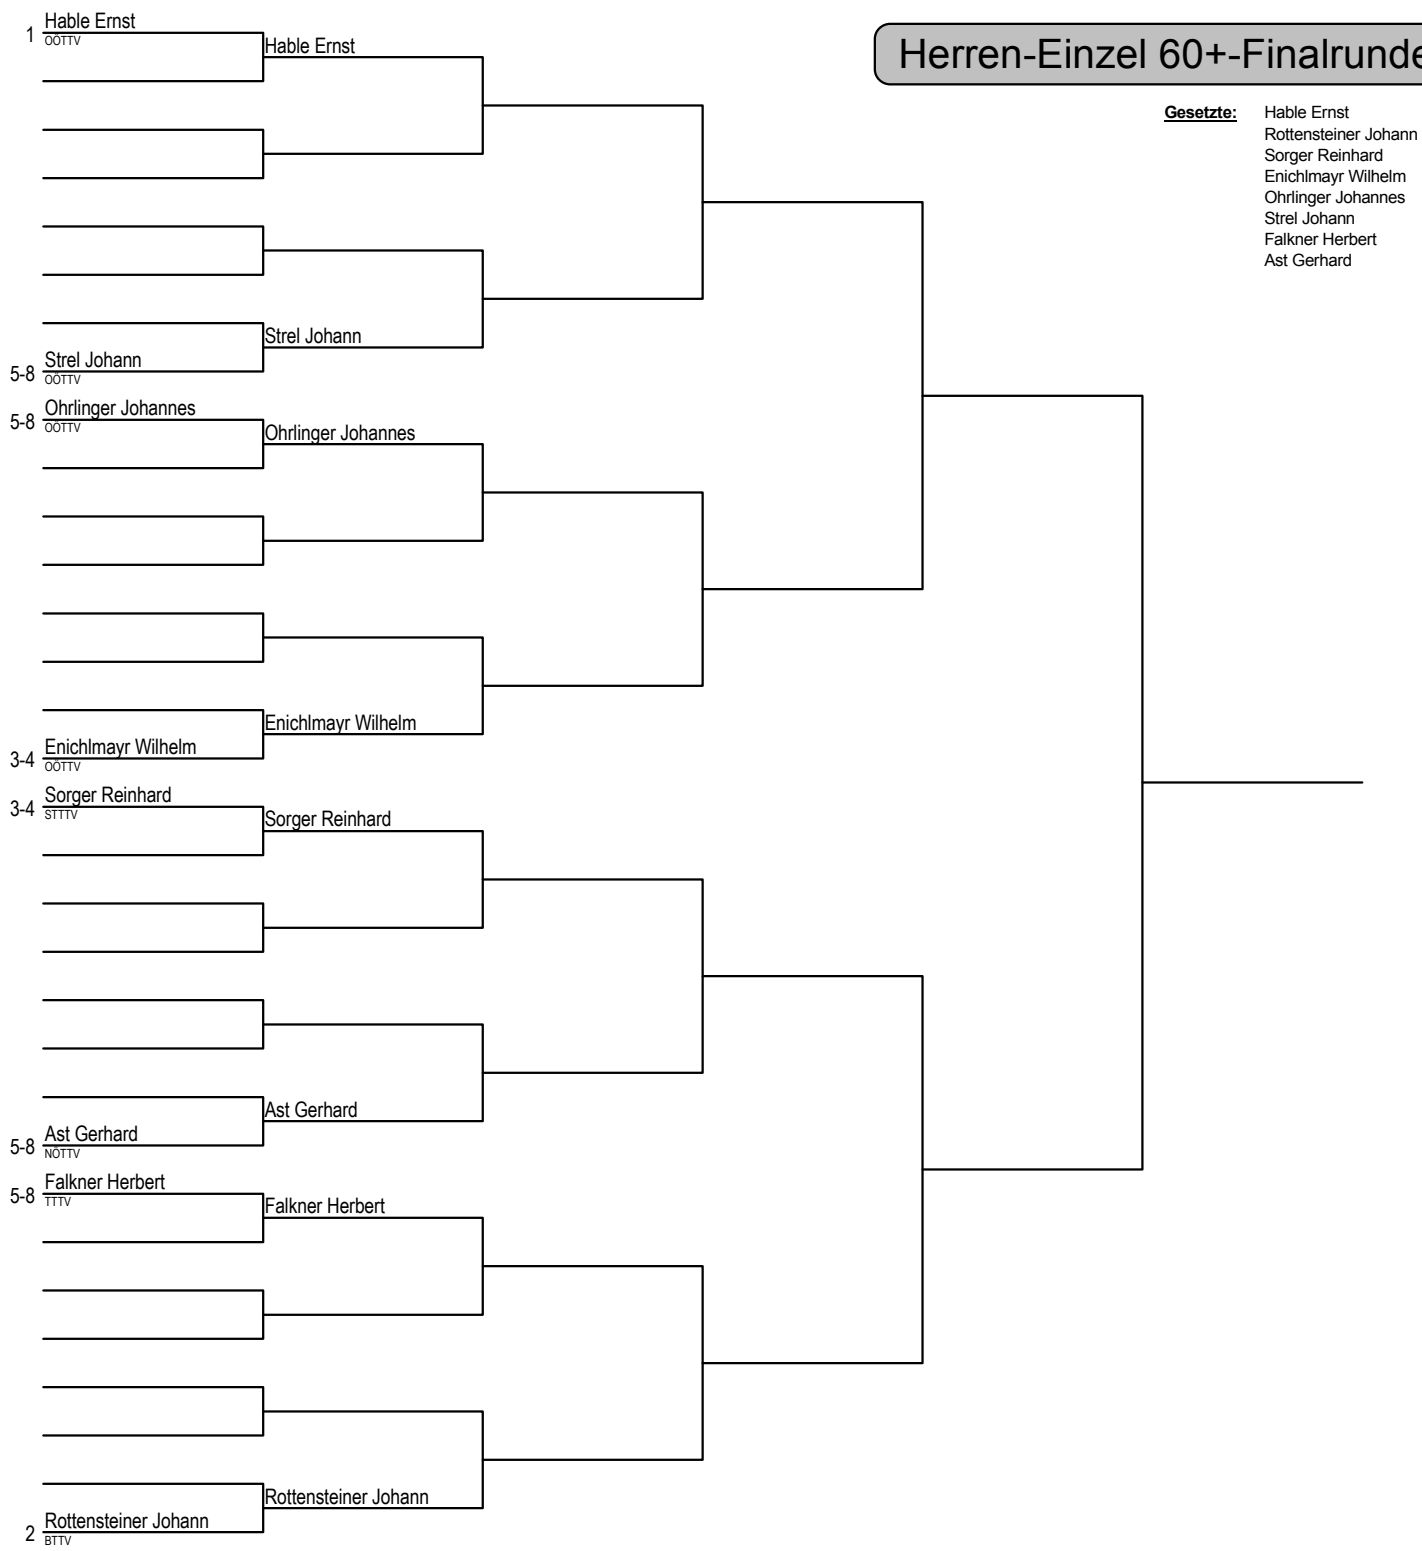 Herren-Einzel 60+-Finalrunde
Gesetzte: Hable Ernst
Rottensteiner Johann
Sorger Reinhard
Enichlmayr Wilhelm
Ohrlinger Johannes
Strel Johann
Falkner Herbert
Ast Gerhard
1 Hable Ernst
OÖTTV
Hable Ernst
Strel Johann
5-8 Strel Johann
OÖTTV
5-8 Ohrlinger Johannes
OÖTTV
Ohrlinger Johannes
Enichlmayr Wilhelm
3-4 Enichlmayr Wilhelm
OÖTTV
3-4 Sorger Reinhard
STTTV
Sorger Reinhard
Ast Gerhard
5-8 Ast Gerhard
NÖTTV
5-8 Falkner Herbert
TTTV
Falkner Herbert
Rottensteiner Johann
2 Rottensteiner Johann
BTTV